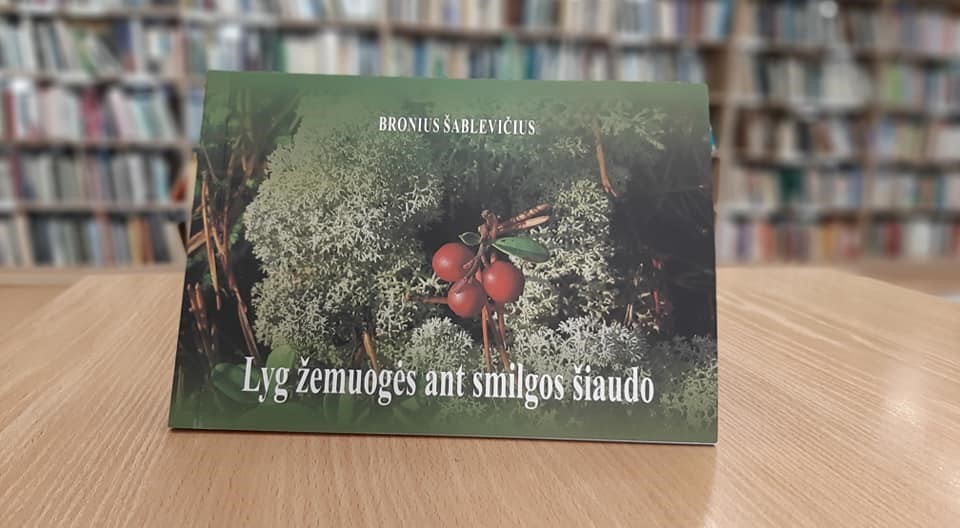 BRONIUS ŠABLEVIČIUS
Lyg žemuogės ant smilgos šiaudo